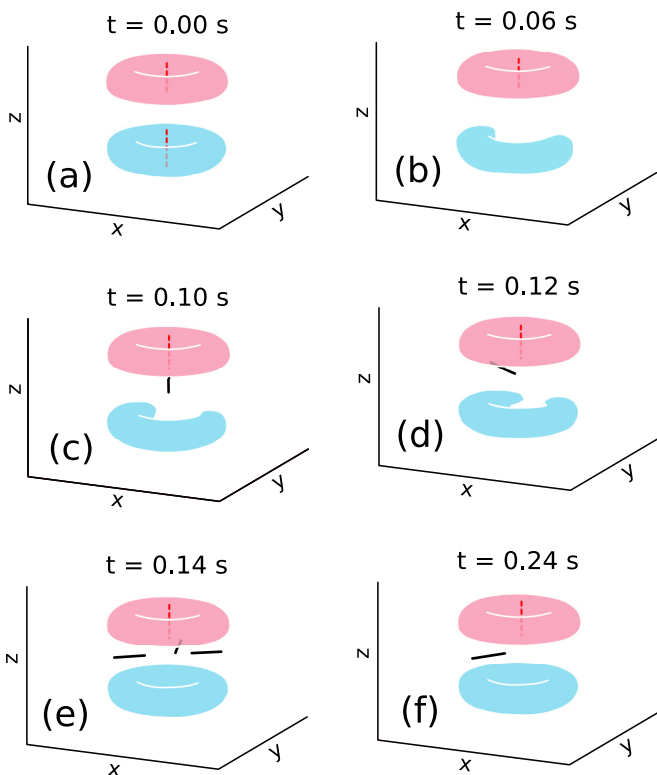 t = 0.00 s
z
(a)
x
y
t = 0.06 s
z
(b)
x
y
t = 0.10 s
z
(c)
x
y
t = 0.12 s
z
(d)
x
y
t = 0.14 s
z
(e)
x
y
t = 0.24 s
z
(f)
x
y